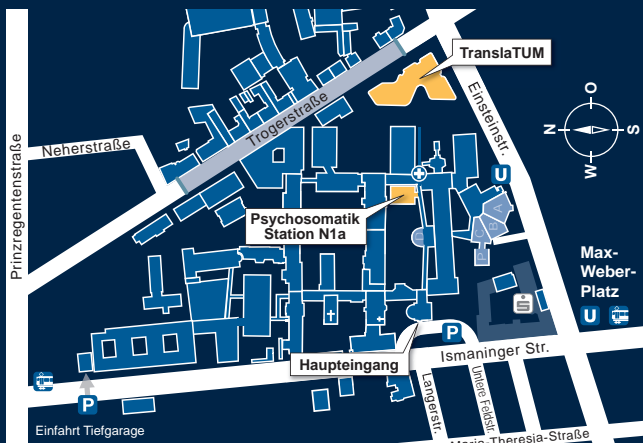 TranslaTUM
Einsteinstr.
O
N
S
W
Trogerstraße
Neherstraße
Prinzregentenstraße
U
Psychosomatik
Station N1a
A
B
C
P
D
Max-
Weber-
Platz
U
S
P
Haupteingang
Ismaninger Str.
Langerstr.
Untere Feldstr.
Maria-Theresia-Straße
P
Einfahrt Tiefgarage